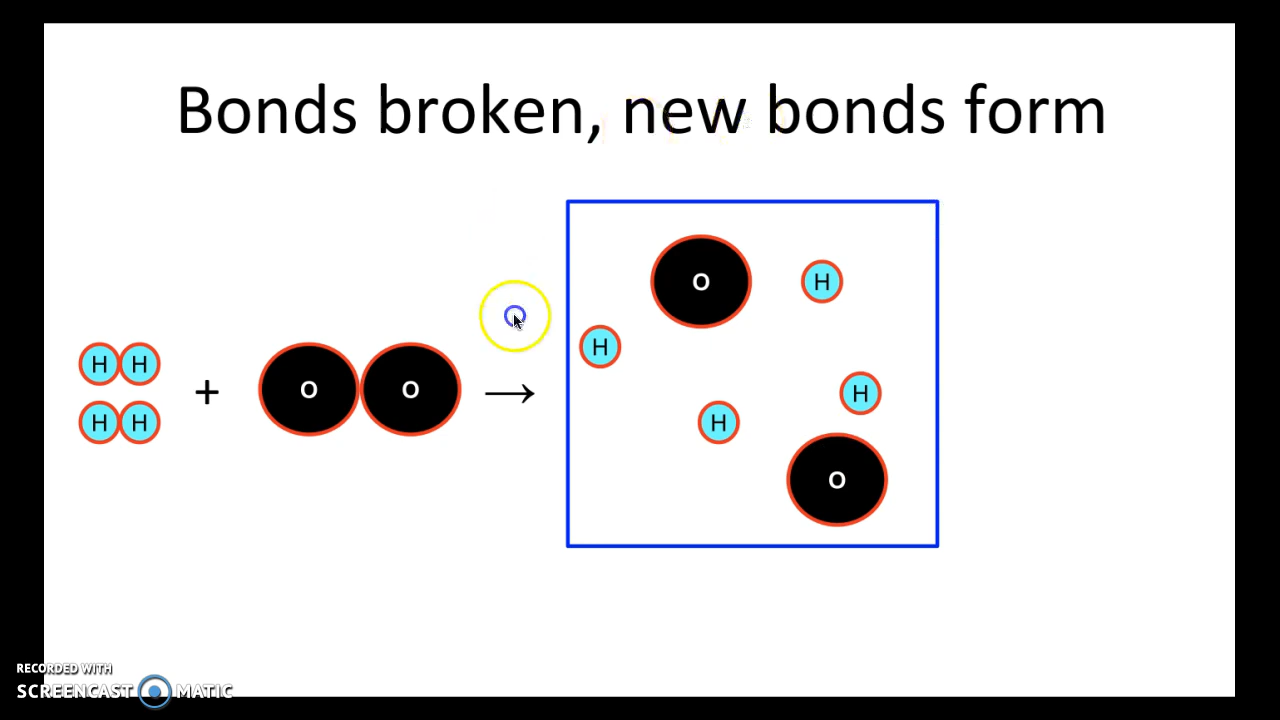 Bonds broken, new bonds form
O H
H
H H + O O → H
H H H
O
RECORDED WITH
SCREENCAST MATIC